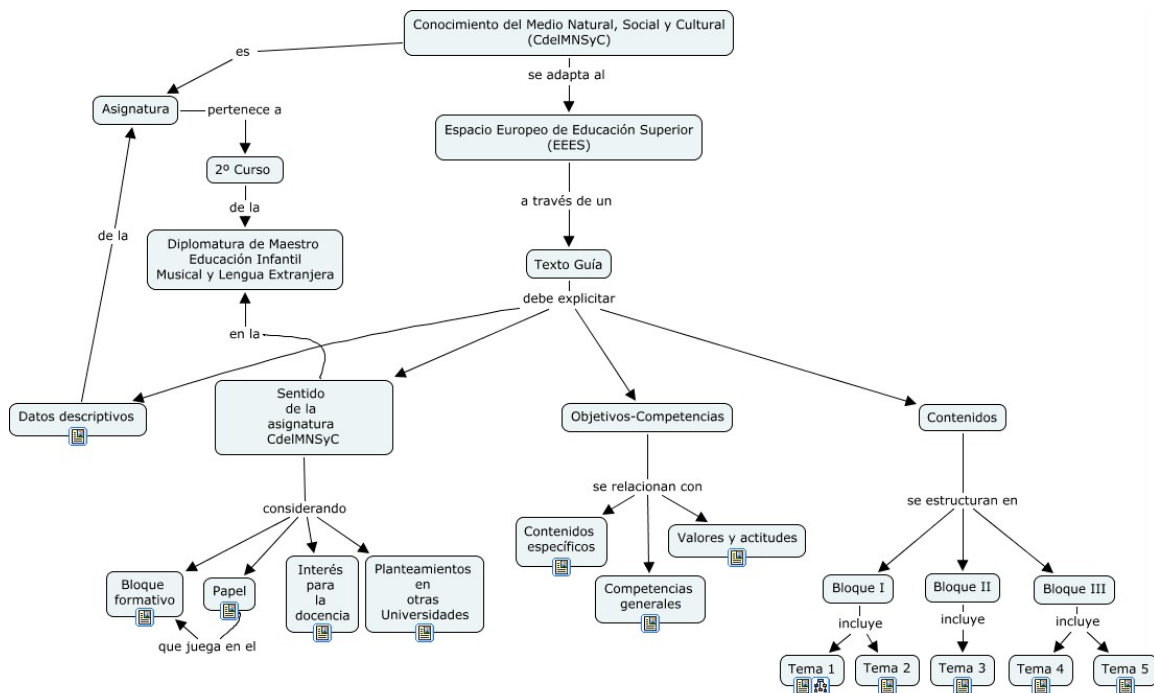 Conocimiento del Medio Natural, Social y Cultural
(CdelMNSyC)
es
se adapta al
Asignatura
pertenece a
Espacio Europeo de Educación Superior
(EEES)
2º Curso
de la
a través de un
de la
Diplomatura de Maestro
Educación Infantil
Musical y Lengua Extranjera
Texto Guía
debe explicitar
en la
Datos descriptivos
Sentido
de la
asignatura
CdelMNSyC
Objetivos-Competencias
Contenidos
considerando
se relacionan con
se estructuran en
Bloque
formativo
Papel
Interés
para
la
docencia
Planteamientos
en
otras
Universidades
que juega en el
Contenidos
específicos
Valores y actitudes
Competencias
generales
Bloque I
Bloque II
Bloque III
incluye
incluye
incluye
Tema 1
Tema 2
Tema 3
Tema 4
Tema 5